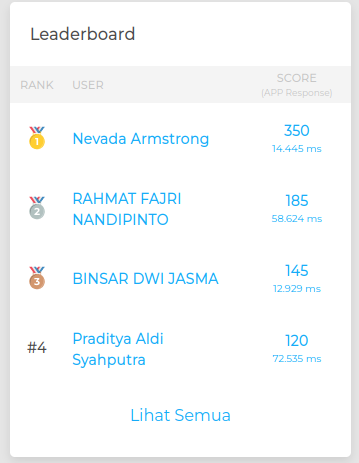 Leaderboard
RANK USER SCORE
(APP Response)
1 Nevada Armstrong 350
14.445 ms
2 RAHMAT FAJRI NANDIPINTO 185
58.624 ms
3 BINSAR DWI JASMA 145
12.929 ms
#4 Praditya Aldi Syahputra 120
72.535 ms
Lihat Semua